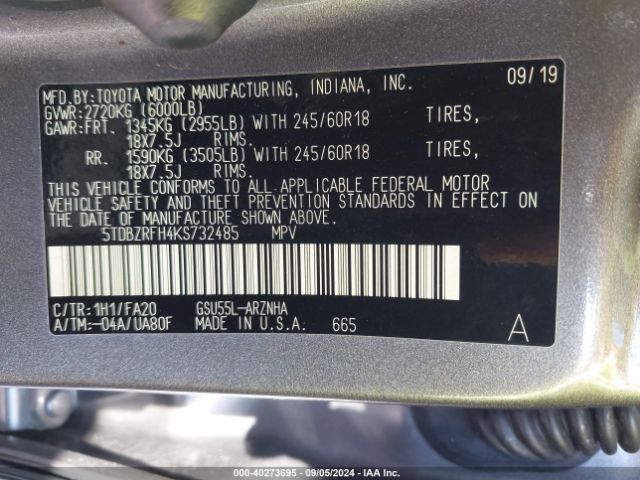 MFD.BY:TOYOTA MOTOR MANUFACTURING, INDIANA, INC. 09/19
GVWR:2720KG (6000LB)
GAWR:FRT. 1345KG (2955LB) WITH 245/60R18 TIRES,
18X7.5J RIMS.
RR. 1590KG (3505LB) WITH 245/60R18 TIRES,
18X7.5J RIMS.
THIS VEHICLE CONFORMS TO ALL APPLICABLE FEDERAL MOTOR
VEHICLE SAFETY AND THEFT PREVENTION STANDARDS IN EFFECT ON
THE DATE OF MANUFACTURE SHOWN ABOVE.
5TDBZRFH4KS732485 MPV
C/TR:1H1/FA20 GSU55L-ARZNHA
A/TM:-04A/UA80F MADE IN U.S.A. 665 A
000-40273695 - 09/05/2024 - IAA Inc.